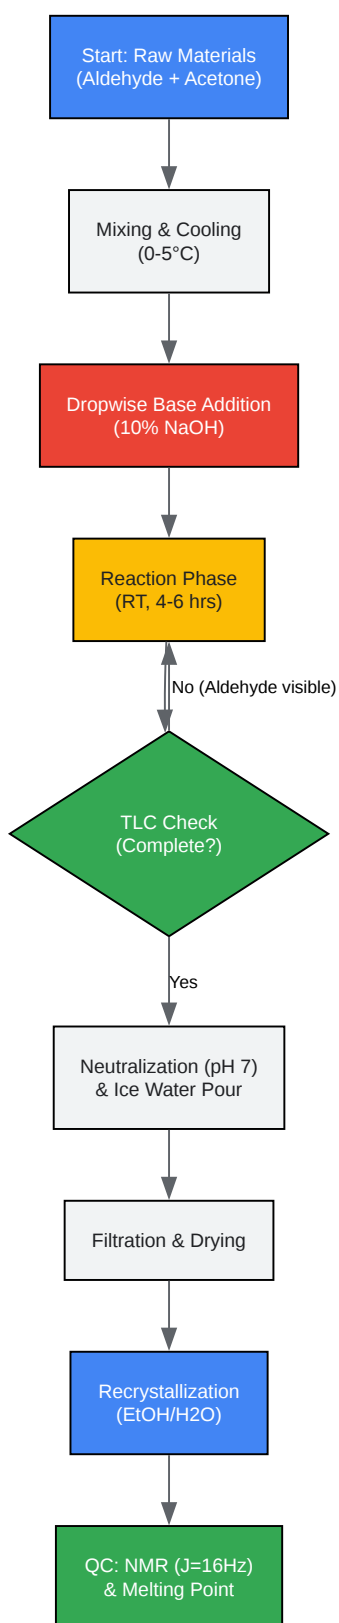 Start: Raw Materials
(Aldehyde + Acetone)
Mixing & Cooling
(0-5°C)
Dropwise Base Addition
(10% NaOH)
Reaction Phase
(RT, 4-6 hrs)
No (Aldehyde visible)
TLC Check
(Complete?)
Yes
Neutralization (pH 7)
& Ice Water Pour
Filtration & Drying
Recrystallization
(EtOH/H2O)
QC: NMR (J=16Hz)
& Melting Point